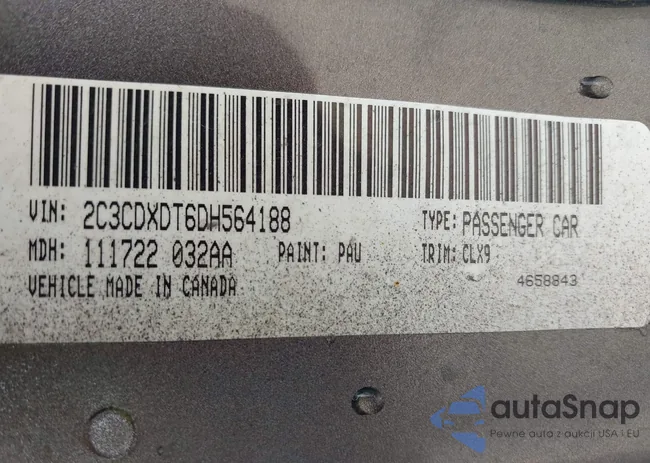 VIN: 2C3CDXDT6DH564188 TYPE: PASSENGER CAR
MDH: 111722 032AA PAINT: PAU TRIM: CLX9
VEHICLE MADE IN CANADA 4658843
autaSnap
Pewne auta z aukcji USA i EU